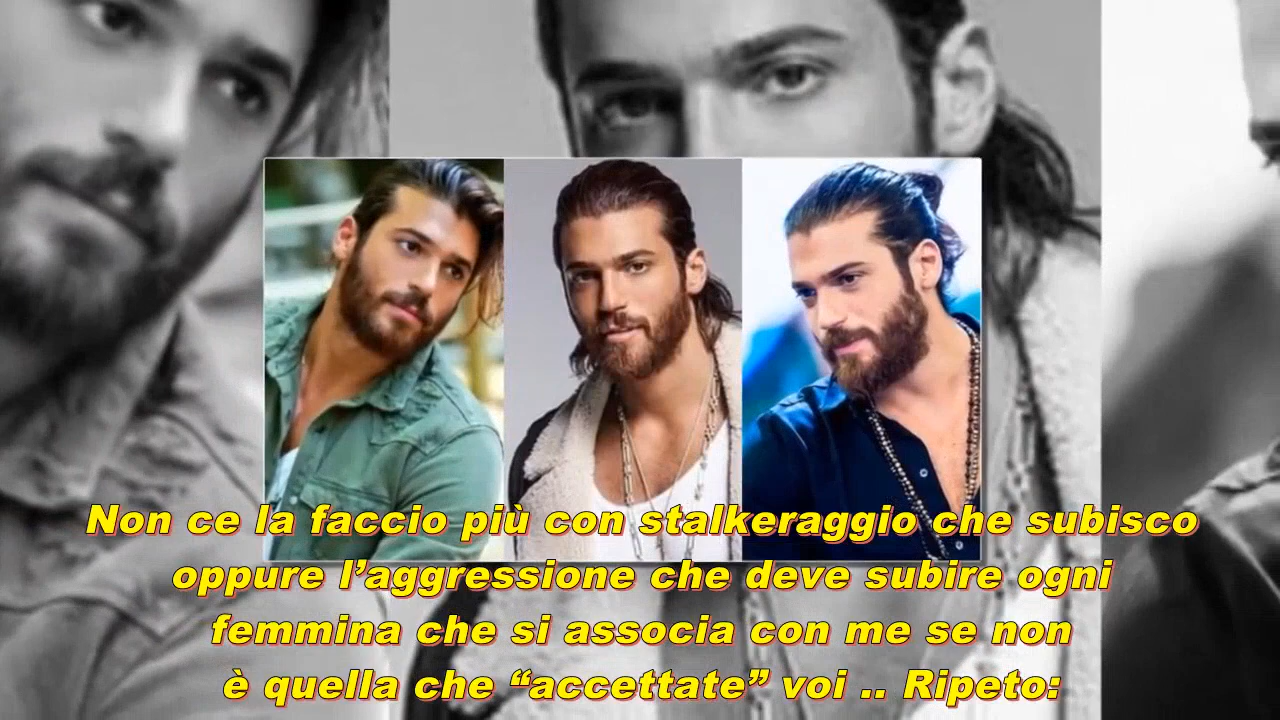 Non ce la faccio più con stalkeraggio che subisco
oppure l’aggressione che deve subire ogni
femmina che si associa con me se non
è quella che “accettate” voi .. Ripeto: